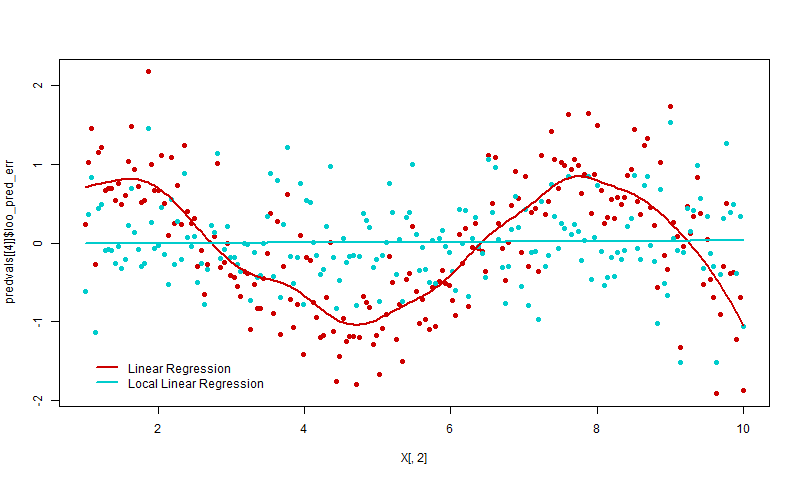 2
1
0
-1
-2
predvals[[4]]$loo_pred_err
Linear Regression
Local Linear Regression
2 4 6 8 10
X[, 2]